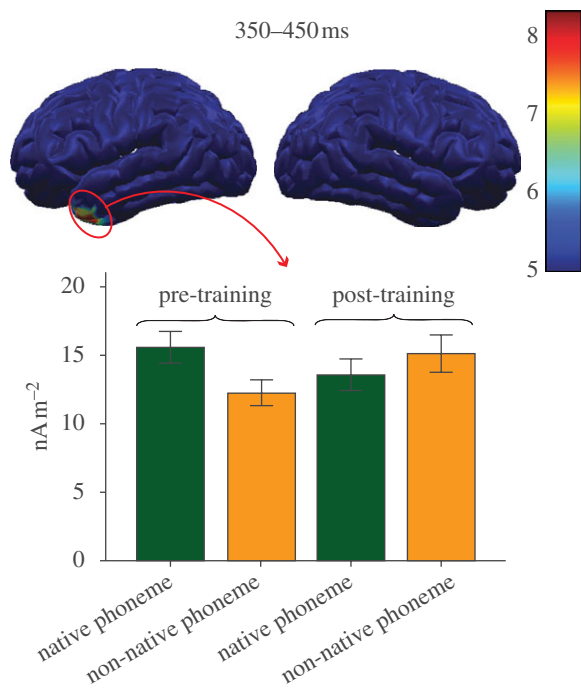 350–450 ms
8
7
6
5
20
15
10
5
0
nA m−2
pre-training
post-training
native phoneme
non-native phoneme
native phoneme
non-native phoneme